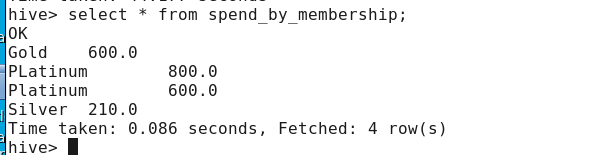 hive> select * from spend_by_membership;
OK
Gold    600.0
PLatinum        800.0
Platinum        600.0
Silver  210.0
Time taken: 0.086 seconds, Fetched: 4 row(s)
hive>